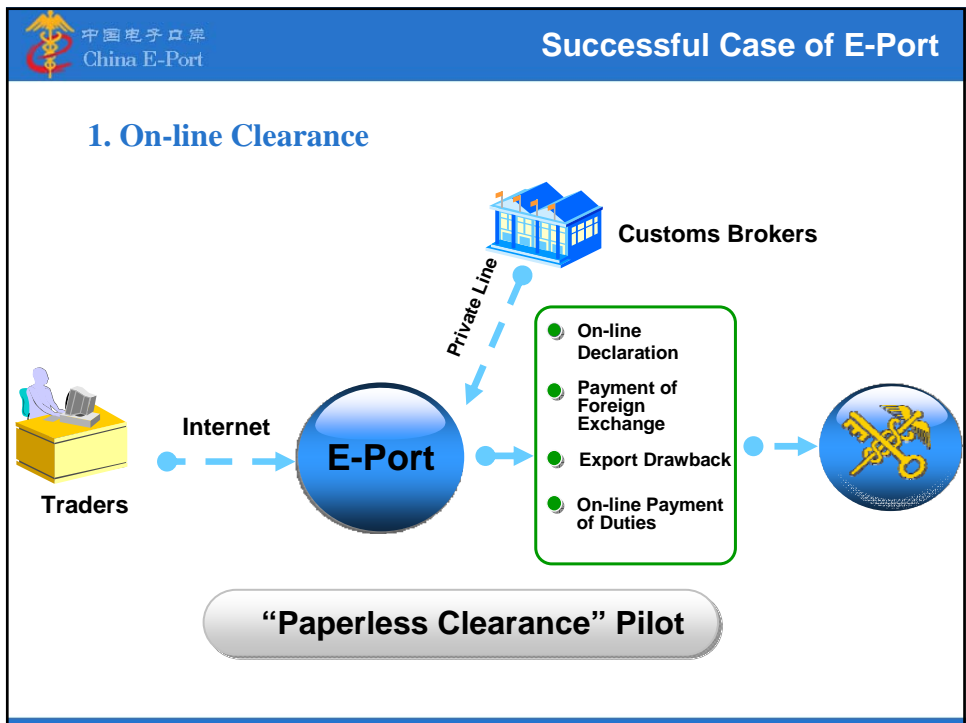 中国电子口岸
China E-Port
Successful Case of E-Port
1. On-line Clearance
Customs Brokers
Private Line
On-line
Declaration
Payment of
Foreign
Exchange
Export Drawback
On-line Payment
of Duties
Internet
E-Port
Traders
“Paperless Clearance” Pilot